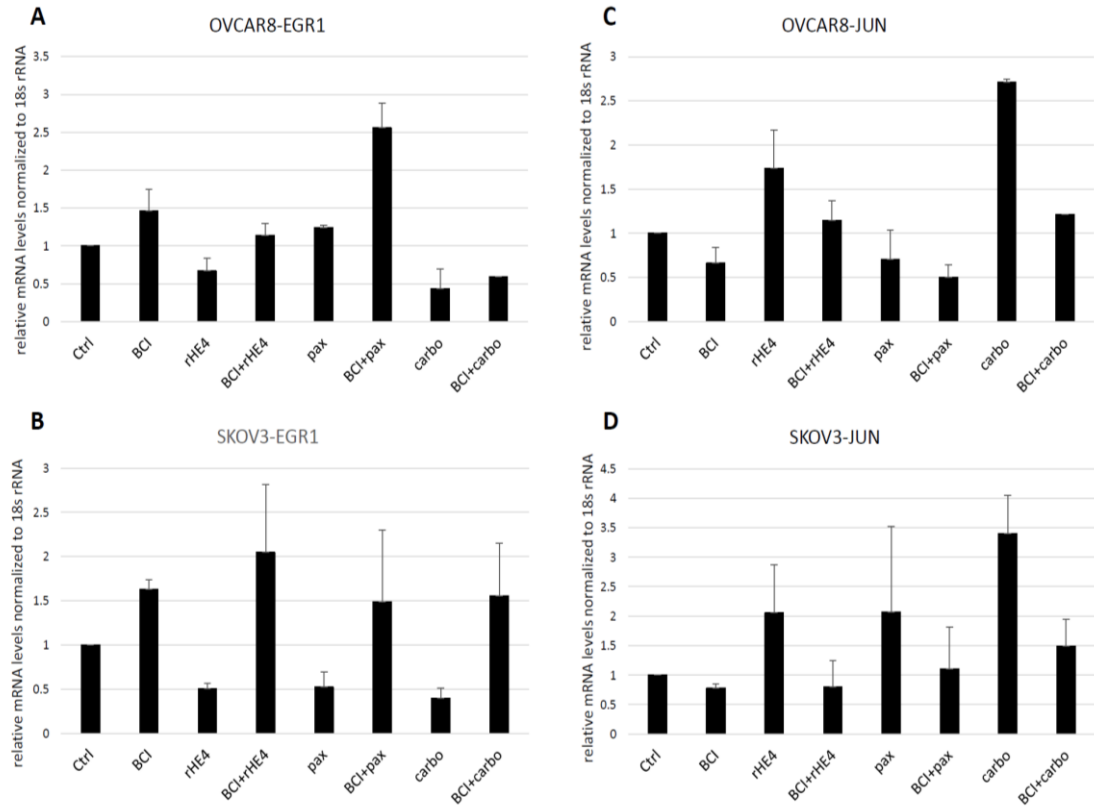 A
OVCAR8-EGR1
relative mRNA levels normalized to 18s rRNA
3.5
3
2.5
2
1.5
1
0.5
0
Ctrl
BCI
rHE4
BCI+rHE4
pax
BCI+pax
carbo
BCI+carbo
C
OVCAR8-JUN
relative mRNA levels normalized to 18s rRNA
3
2.5
2
1.5
1
0.5
0
Ctrl
BCI
rHE4
BCI+rHE4
pax
BCI+pax
carbo
BCI+carbo
B
SKOV3-EGR1
relative mRNA levels normalized to 18s rRNA
3
2.5
2
1.5
1
0.5
0
Ctrl
BCI
rHE4
BCI+rHE4
pax
BCI+pax
carbo
BCI+carbo
D
SKOV3-JUN
relative mRNA levels normalized to 18s rRNA
4.5
4
3.5
3
2.5
2
1.5
1
0.5
0
Ctrl
BCI
rHE4
BCI+rHE4
pax
BCI+pax
carbo
BCI+carbo